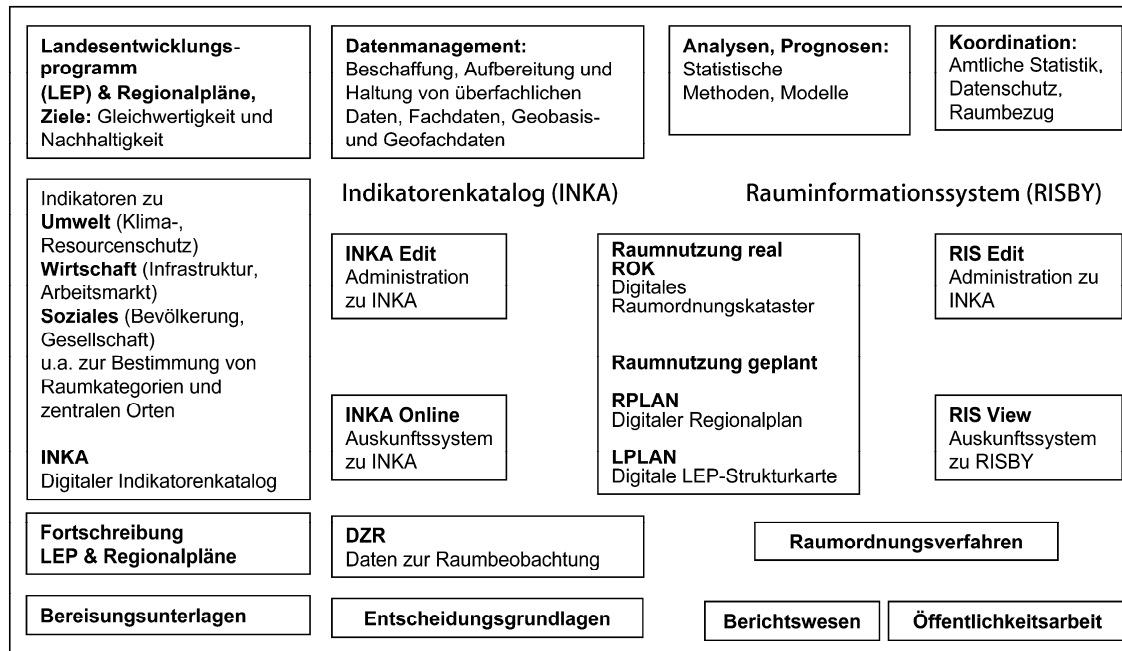 Landesentwicklungs-
programm
(LEP) & Regionalpläne,
Ziele: Gleichwertigkeit und
Nachhaltigkeit
Datenmanagement:
Beschaffung, Aufbereitung und
Haltung von überfachlichen
Daten, Fachdaten, Geobasis-
und Geofachdaten
Analysen, Prognosen:
Statistische
Methoden, Modelle
Koordination:
Amtliche Statistik,
Datenschutz,
Raumbezug
Indikatoren zu
Umwelt (Klima-,
Resourcenschutz)
Wirtschaft (Infrastruktur,
Arbeitsmarkt)
Soziales (Bevölkerung,
Gesellschaft)
u.a. zur Bestimmung von
Raumkategorien und
zentralen Orten
INKA
Digitaler Indikatorenkatalog
Indikatorenkatalog (INKA)
Rauminformationssystem (RISBY)
INKA Edit
Administration
zu INKA
Raumnutzung real
ROK
Digitales
Raumordnungskataster
Raumnutzung geplant
RPLAN
Digitaler Regionalplan
LPLAN
Digitale LEP-Strukturkarte
RIS Edit
Administration zu
INKA
INKA Online
Auskunftssystem
zu INKA
RIS View
Auskunftssystem
zu RISBY
Fortschreibung
LEP & Regionalpläne
DZR
Daten zur Raumbeobachtung
Raumordnungsverfahren
Bereisungsunterlagen
Entscheidungsgrundlagen
Berichtswesen
Öffentlichkeitsarbeit